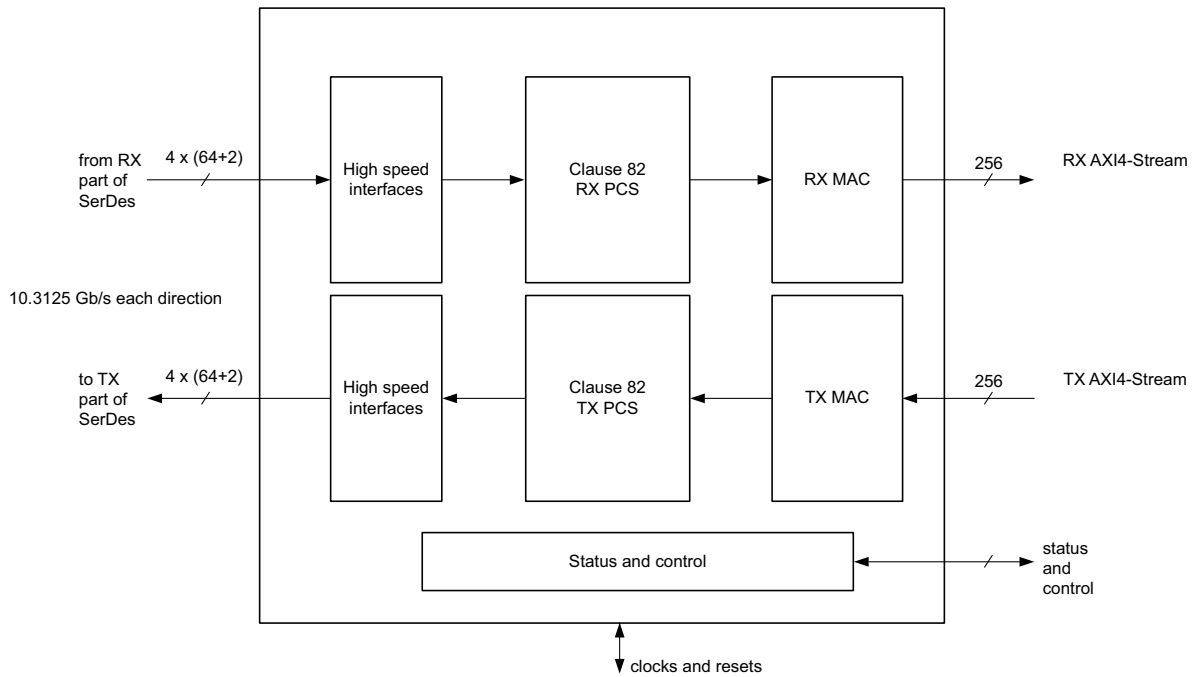 from RX
part of
SerDes
4 x (64+2)
High speed
interfaces
Clause 82
RX PCS
RX MAC
256
RX AXI4-Stream
10.3125 Gb/s each direction
to TX
part of
SerDes
4 x (64+2)
High speed
interfaces
Clause 82
TX PCS
TX MAC
256
TX AXI4-Stream
Status and control
status
and
control
clocks and resets